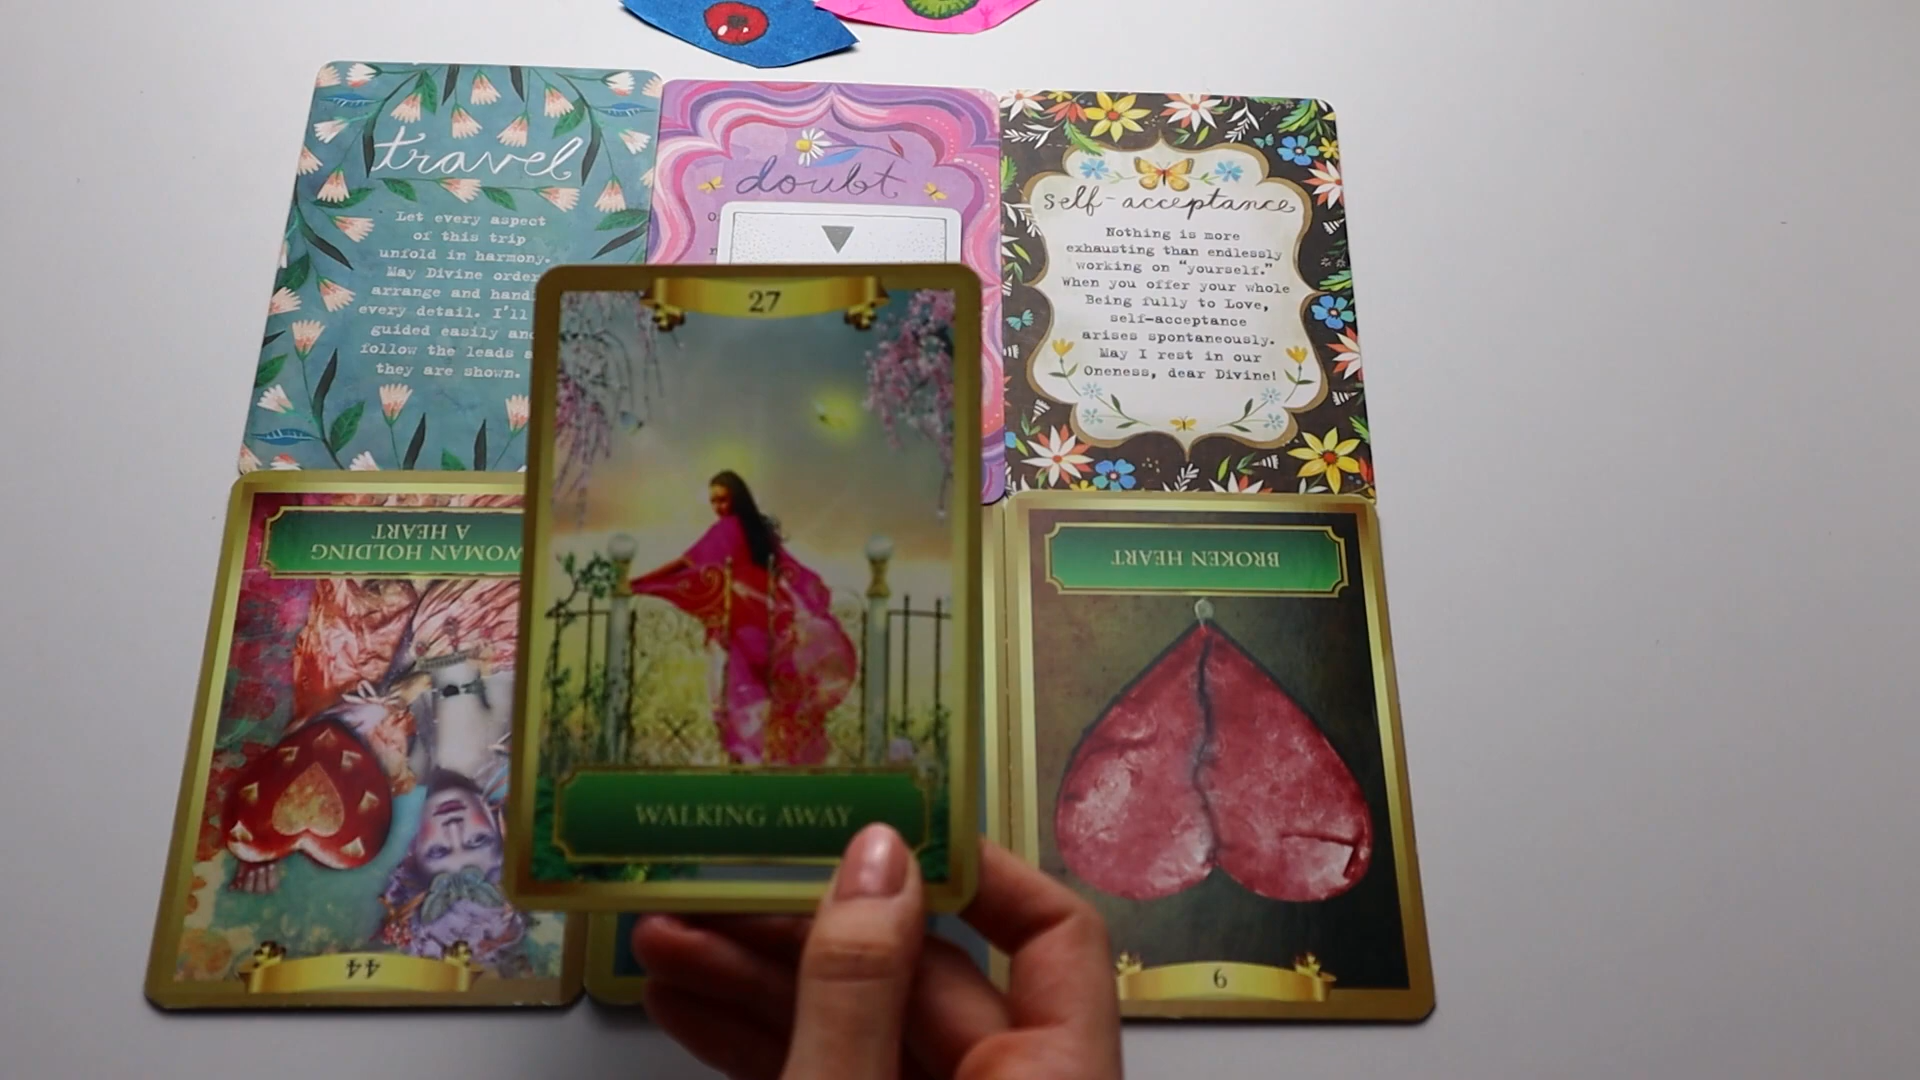 travel
Let every aspect
of this trip
unfold in harmony.
May Divine order
arrange and
every detail. I'll
guided easily and
follow the leads
they are shown.
doubt
self-acceptance
Nothing is more
exhausting than endlessly
working on "yourself."
When you offer your whole
Being fully to Love,
self-acceptance
arises spontaneously.
May I rest in our
Oneness, dear Divine!
27
WALKING AWAY
WOMAN HOLDING
A HEART
44
BROKEN HEART
6